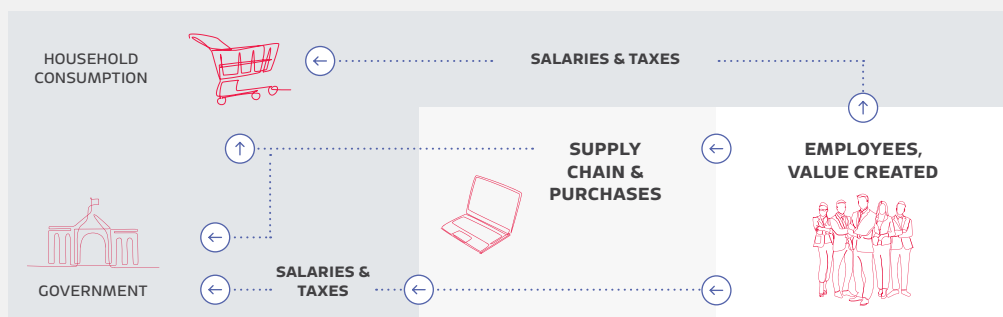 HOUSEHOLD
CONSUMPTION
SALARIES & TAXES
SUPPLY
CHAIN &
PURCHASES
EMPLOYEES,
VALUE CREATED
GOVERNMENT
SALARIES &
TAXES